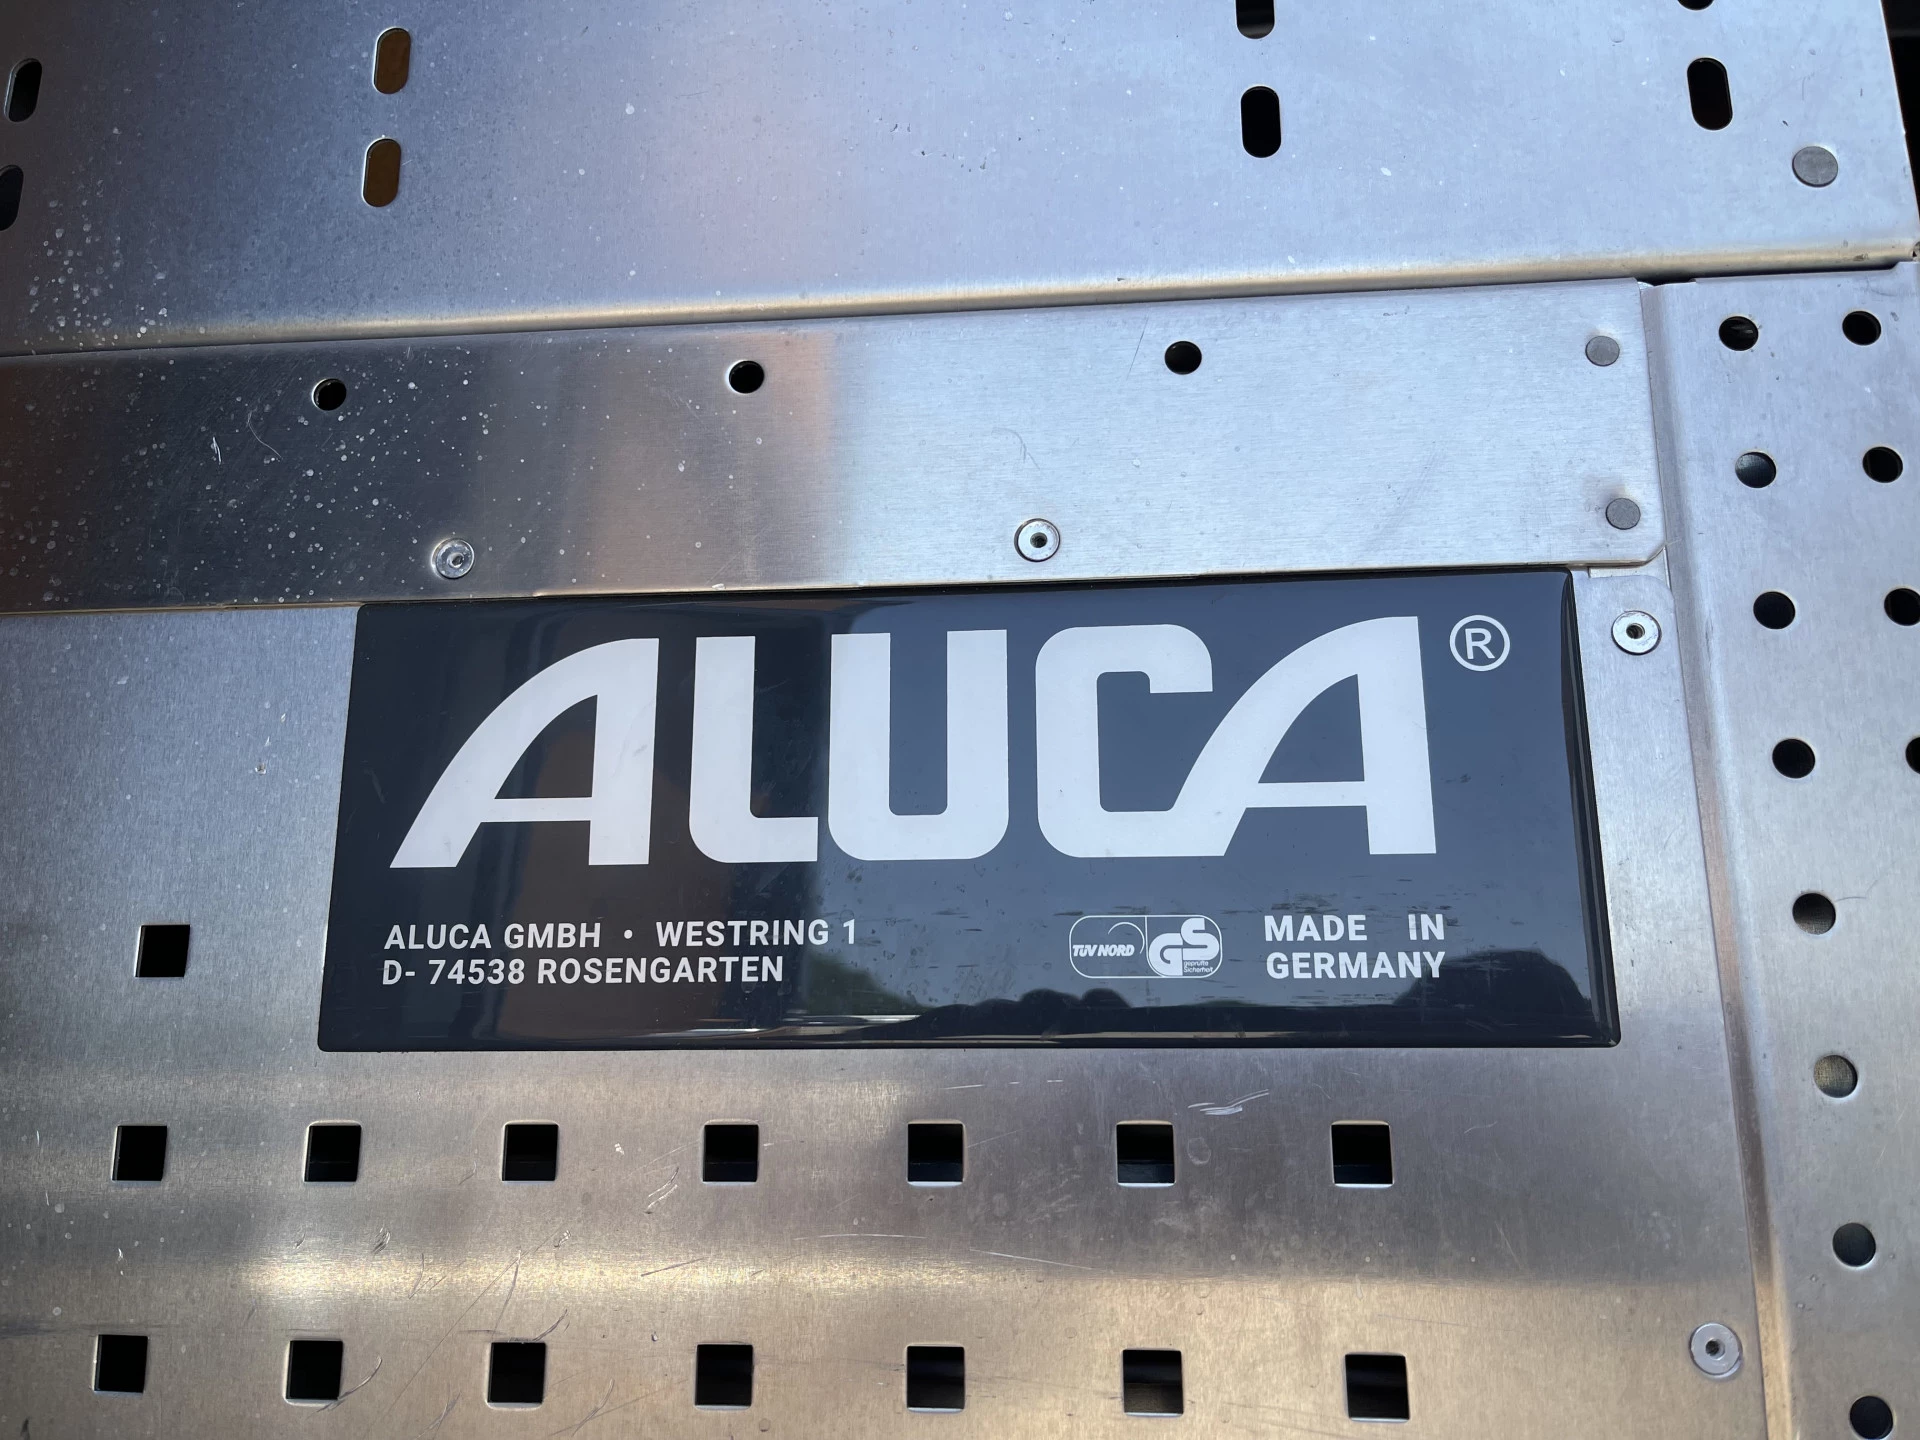 ALUCA®
ALUCA GMBH • WESTRING 1
D- 74538 ROSENGARTEN
TÜV NORD
GS
geprüfte
Sicherheit
MADE IN
GERMANY